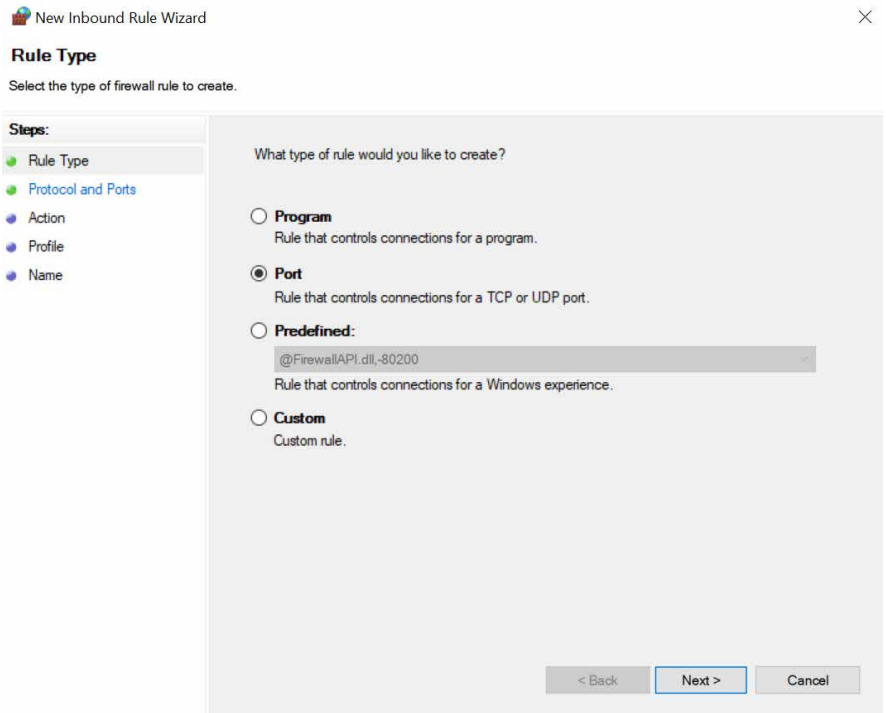 New Inbound Rule Wizard
Rule Type
Select the type of firewall rule to create.
Steps:
Rule Type
Protocol and Ports
Action
Profile
Name
What type of rule would you like to create?
Program
Rule that controls connections for a program.
Port
Rule that controls connections for a TCP or UDP port.
Predefined:
@FirewallAPI.dll,-80200
Rule that controls connections for a Windows experience.
Custom
Custom rule.
< Back
Next >
Cancel